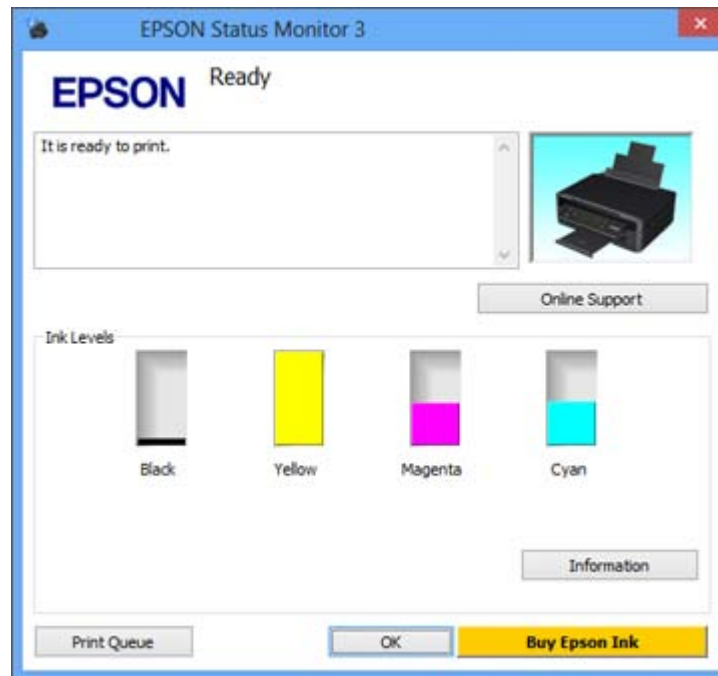 EPSON Status Monitor 3
EPSON
Ready
It is ready to print.
Online Support
Ink Levels
Black Yellow Magenta Cyan
Information
Print Queue OK Buy Epson Ink